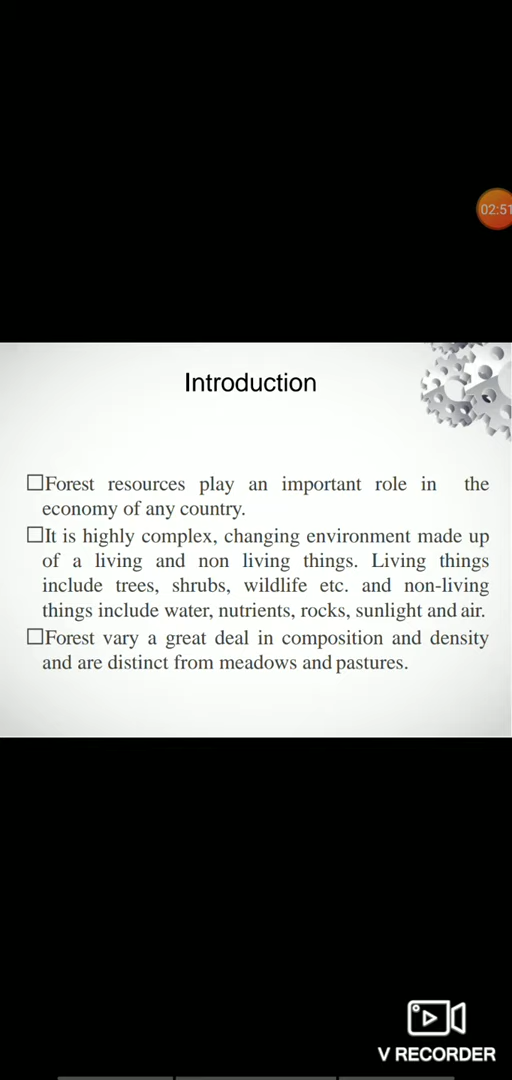 02:51
Introduction
☐Forest resources play an important role in the
economy of any country.
☐It is highly complex, changing environment made up
of a living and non living things. Living things
include trees, shrubs, wildlife etc. and non-living
things include water, nutrients, rocks, sunlight and air.
☐Forest vary a great deal in composition and density
and are distinct from meadows and pastures.
V RECORDER